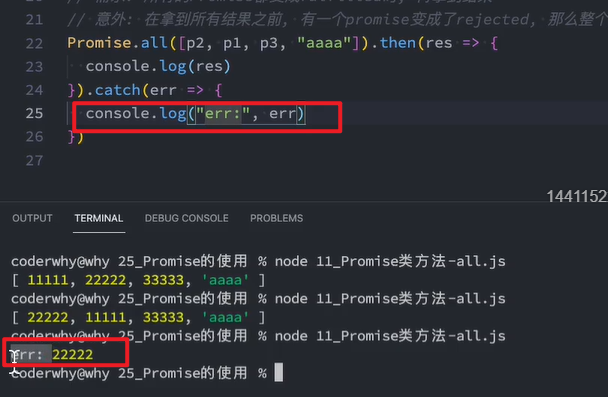 21 // 意外: 在拿到所有结果之前, 有一个promise变成了rejected, 那么整个
22 Promise.all([p2, p1, p3, "aaaa"]).then(res => {
23 console.log(res)
24 }).catch(err => {
25 console.log("err:", err)
26 })
27
1441152
OUTPUT TERMINAL DEBUG CONSOLE PROBLEMS
coderwhy@why 25_Promise的使用 % node 11_Promise类方法-all.js
[ 11111, 22222, 33333, 'aaaa' ]
coderwhy@why 25_Promise的使用 % node 11_Promise类方法-all.js
[ 22222, 11111, 33333, 'aaaa' ]
coderwhy@why 25_Promise的使用 % node 11_Promise类方法-all.js
err: 22222
coderwhy@why 25_Promise的使用 %